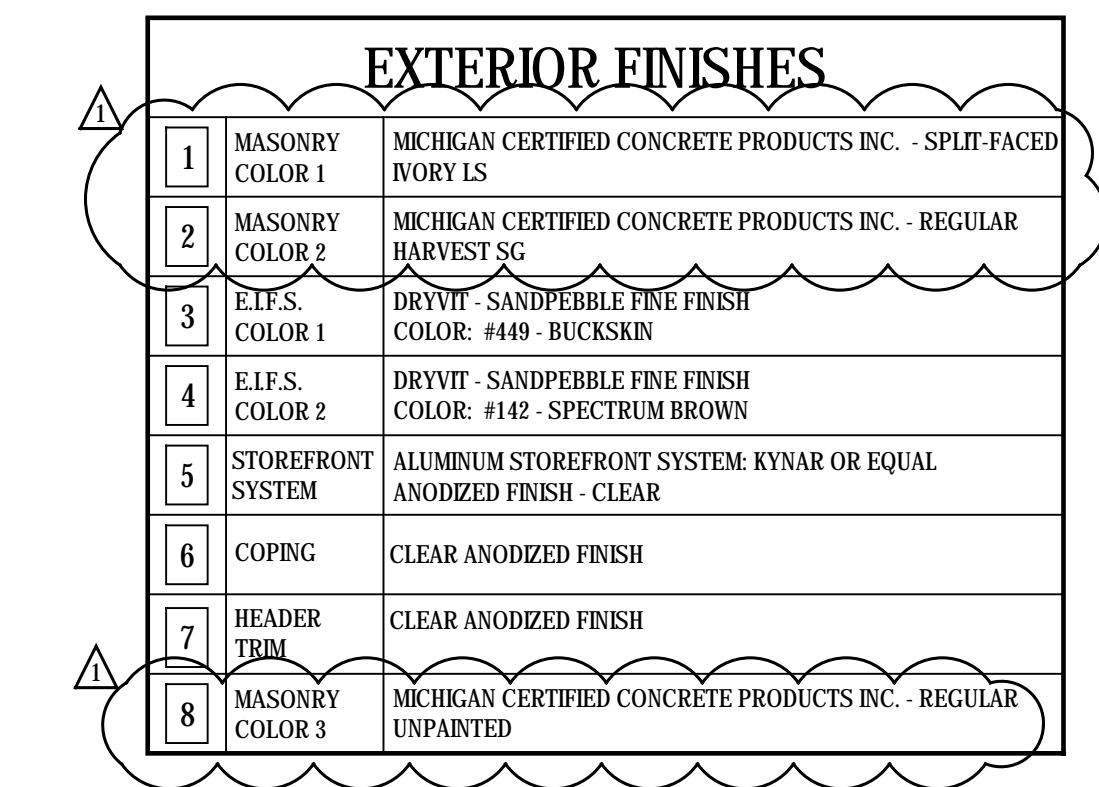 EXTERIOR FINISHES
1
1 MASONRY COLOR 1 MICHIGAN CERTIFIED CONCRETE PRODUCTS INC. - SPLIT-FACED
IVORY LS
2 MASONRY COLOR 2 MICHIGAN CERTIFIED CONCRETE PRODUCTS INC. - REGULAR
HARVEST SG
3 E.I.F.S. COLOR 1 DRYVIT - SANDPEBBLE FINE FINISH
COLOR: #449 - BUCKSKIN
4 E.I.F.S. COLOR 2 DRYVIT - SANDPEBBLE FINE FINISH
COLOR: #142 - SPECTRUM BROWN
5 STOREFRONT SYSTEM ALUMINUM STOREFRONT SYSTEM: KYNAR OR EQUAL
ANODIZED FINISH - CLEAR
6 COPING CLEAR ANODIZED FINISH
7 HEADER TRIM CLEAR ANODIZED FINISH
1
8 MASONRY COLOR 3 MICHIGAN CERTIFIED CONCRETE PRODUCTS INC. - REGULAR
UNPAINTED